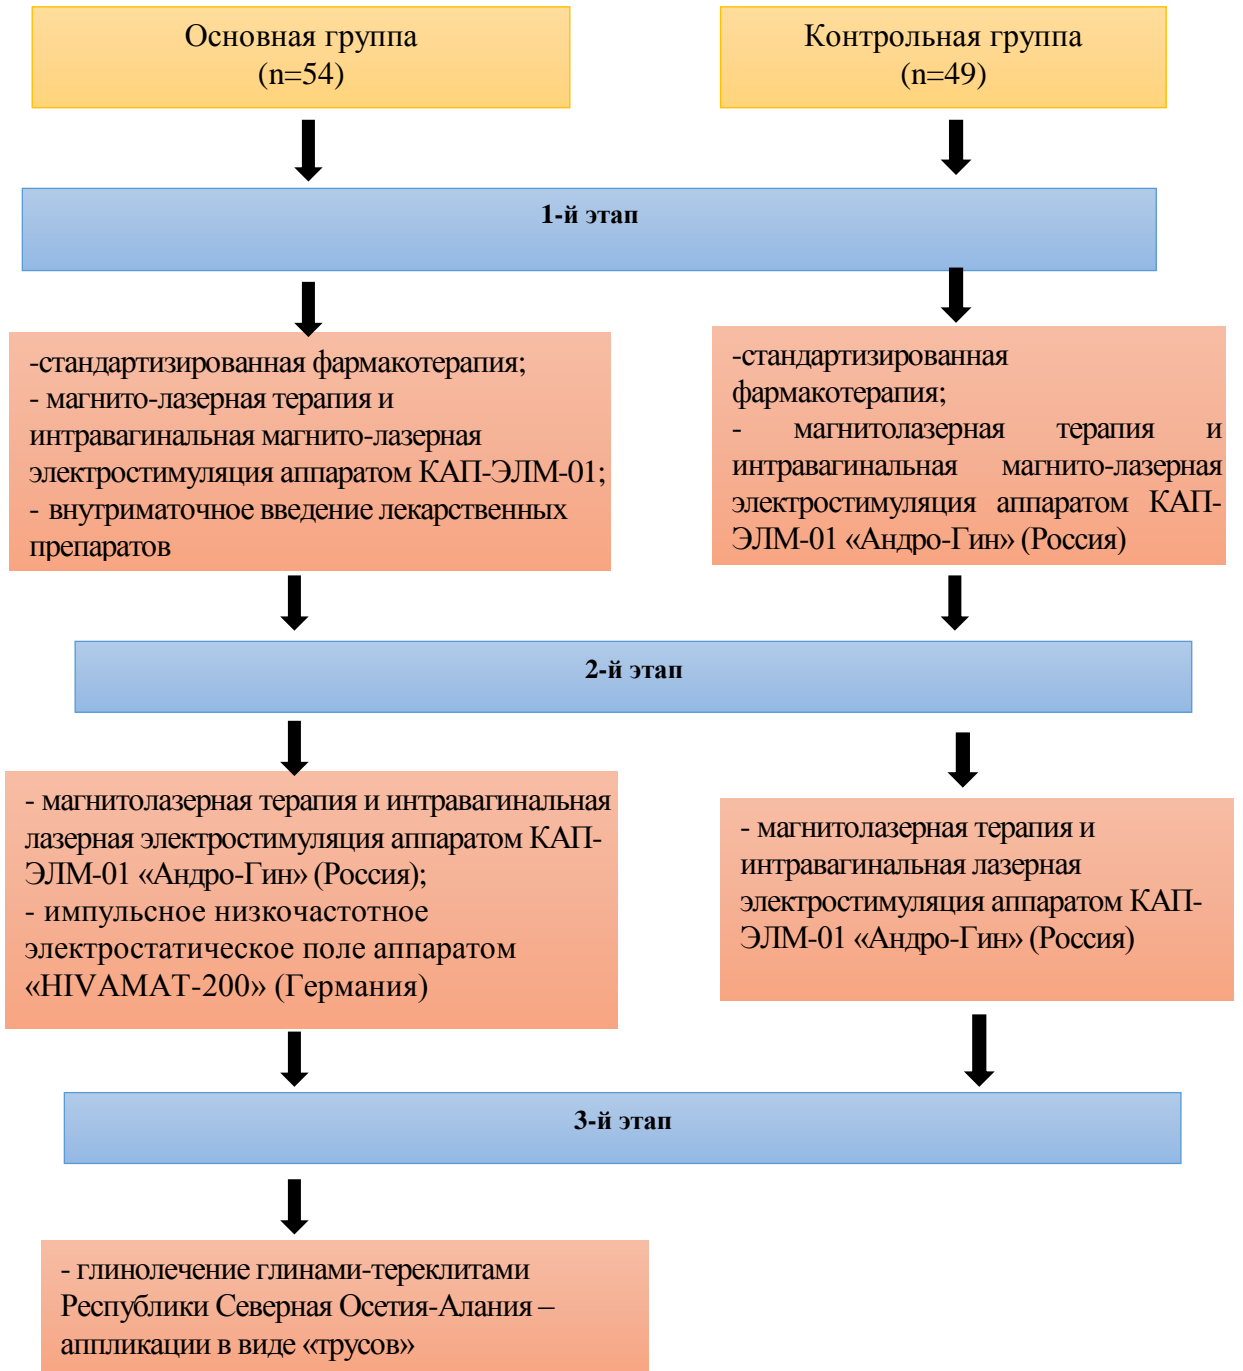 Основная группа
(n=54)
Контрольная группа
(n=49)
1-й этап
-стандартизированная фармакотерапия;
- магнито-лазерная терапия и
интравагинальная магнито-лазерная
электростимуляция аппаратом КАП-ЭЛМ-01;
- внутриматочное введение лекарственных
препаратов
-стандартизированная
фармакотерапия;
- магнитолазерная терапия и
интравагинальная магнито-лазерная
электростимуляция аппаратом КАП-
ЭЛМ-01 «Андро-Гин» (Россия)
2-й этап
- магнитолазерная терапия и интравагинальная
лазерная электростимуляция аппаратом КАП-
ЭЛМ-01 «Андро-Гин» (Россия);
- импульсное низкочастотное
электростатическое поле аппаратом
«HIVAMAT-200» (Германия)
- магнитолазерная терапия и
интравагинальная лазерная
электростимуляция аппаратом КАП-
ЭЛМ-01 «Андро-Гин» (Россия)
3-й этап
- глинолечение глинами-тереклитами
Республики Северная Осетия-Алания –
аппликации в виде «трусов»